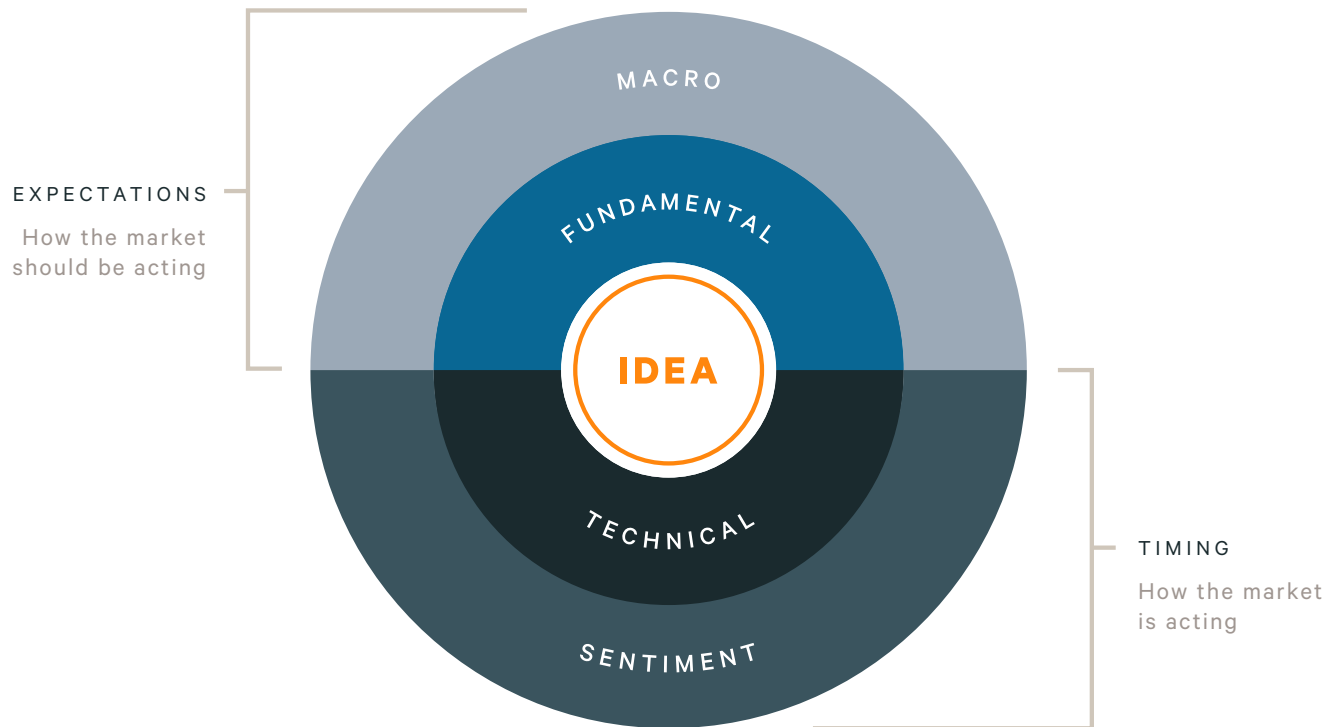 MACRO
EXPECTATIONS
How the market
should be acting
FUNDAMENTAL
IDEA
TECHNICAL
TIMING
How the market
is acting
SENTIMENT